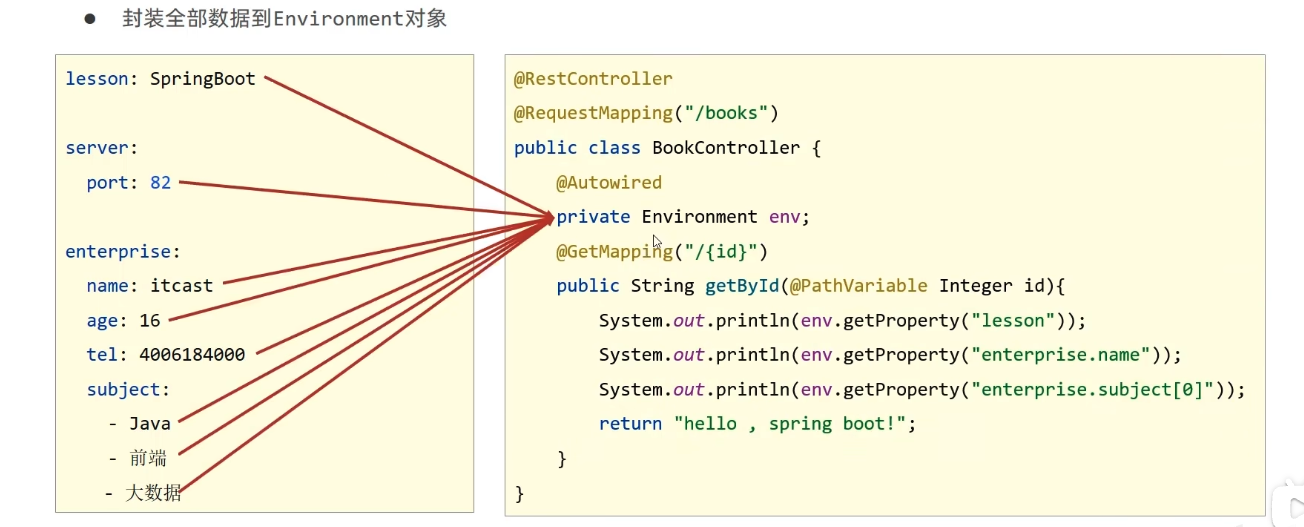 ● 封装全部数据到Environment对象
lesson: SpringBoot
server:
port: 82
enterprise:
name: itcast
age: 16
tel: 4006184000
subject:
- Java
- 前端
- 大数据
@RestController
@RequestMapping("/books")
public class BookController {
@Autowired
private Environment env;
@GetMapping("/{id}")
public String getById(@PathVariable Integer id){
System.out.println(env.getProperty("lesson"));
System.out.println(env.getProperty("enterprise.name"));
System.out.println(env.getProperty("enterprise.subject[0]"));
return "hello , spring boot!";
}
}